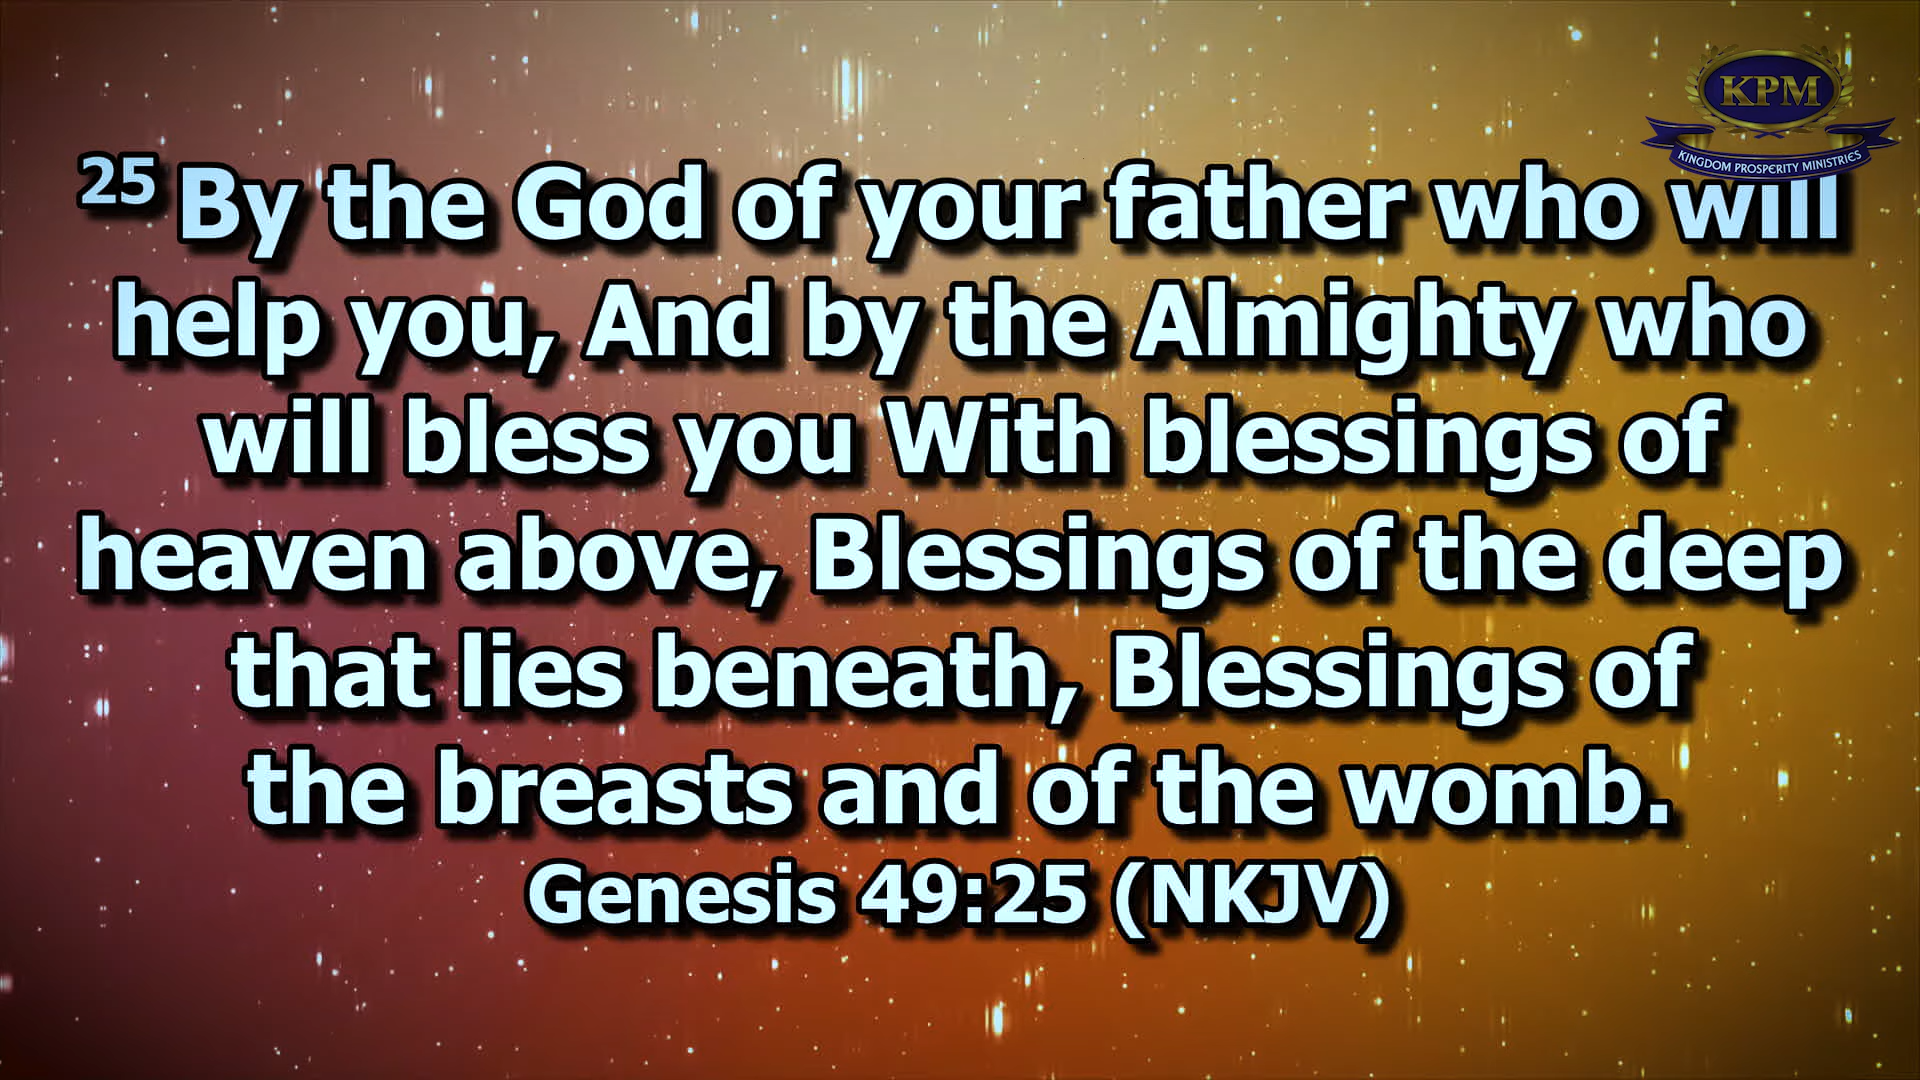 KPM
KINGDOM PROSPERITY MINISTRIES
25 By the God of your father who will
help you, And by the Almighty who
will bless you With blessings of
heaven above, Blessings of the deep
that lies beneath, Blessings of
the breasts and of the womb.
Genesis 49:25 (NKJV)